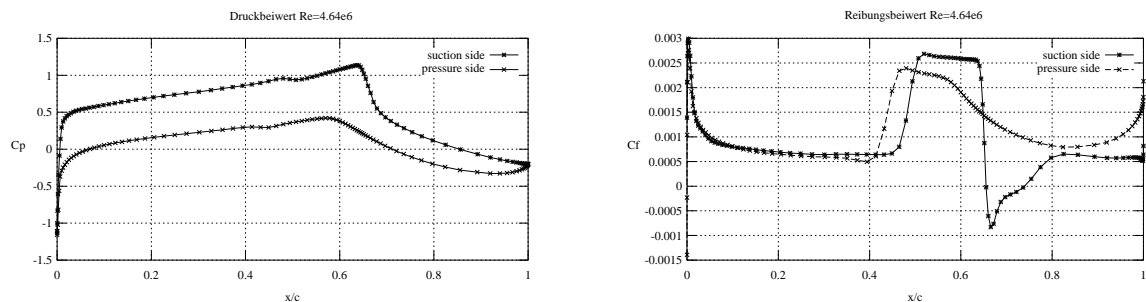 Druckbeiwert Re=4.64e6
1.5
1
0.5
0
-0.5
-1
-1.5
Cp
0
0.2
0.4
0.6
0.8
1
x/c
suction side
pressure side
Reibungsbeiwert Re=4.64e6
0.003
0.0025
0.002
0.0015
0.001
0.0005
0
-0.0005
-0.001
-0.0015
Cf
0
0.2
0.4
0.6
0.8
1
x/c
suction side
pressure side